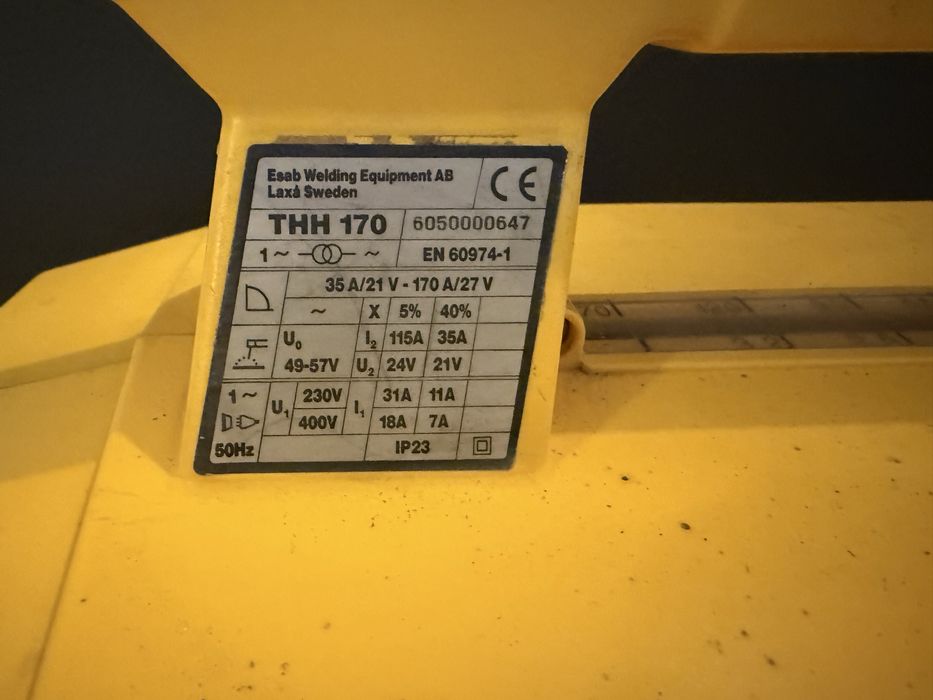 Esab Welding Equipment AB
Laxå Sweden
CE
THH 170 6050000647
1 ~ ~ EN 60974-1
35 A/21 V - 170 A/27 V
~ X 5% 40%
U₀ I₂ 115A 35A
49-57V U₂ 24V 21V
1 ~ U₁ 230V I₁ 31A 11A
400V 18A 7A
50Hz IP23